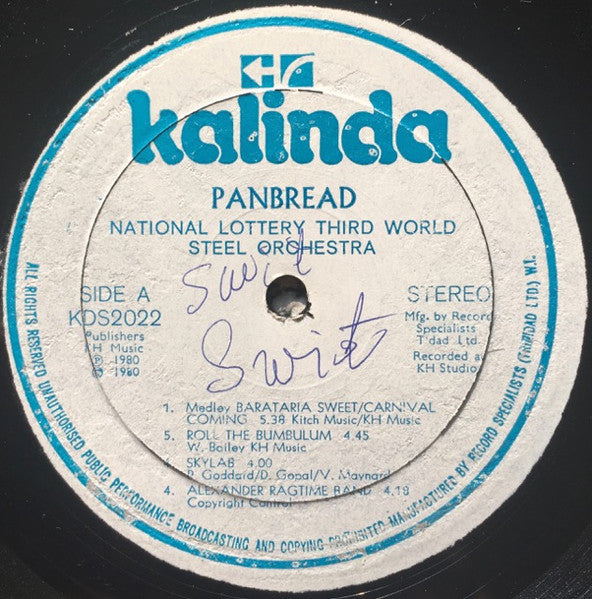 KH
kalinda
PANBREAD
NATIONAL LOTTERY THIRD WORLD
STEEL ORCHESTRA
SIDE A
KDS2022
Publishers
KH Music
℗ 1980
© 1980
STEREO
Mfg. by Record
Specialists
T'dad Ltd.
Recorded at
KH Studio
Swit
1. Medley BARATARIA SWEET/CARNIVAL
COMING 5.38 Kitch Music/KH Music
5. ROLL THE BUMBULUM 4.45
W. Bailey KH Music
SKYLAB 4.00
Goddard/D. Gopal/V. Maynard
4. ALEXANDER RAGTIME BAND 4.19
Copyright Control
ALL RIGHTS RESERVED UNAUTHORISED PUBLIC PERFORMANCE BROADCASTING AND COPYING PROHIBITED MANUFACTURED BY RECORD SPECIALISTS (TRINIDAD LTD.) W.I.